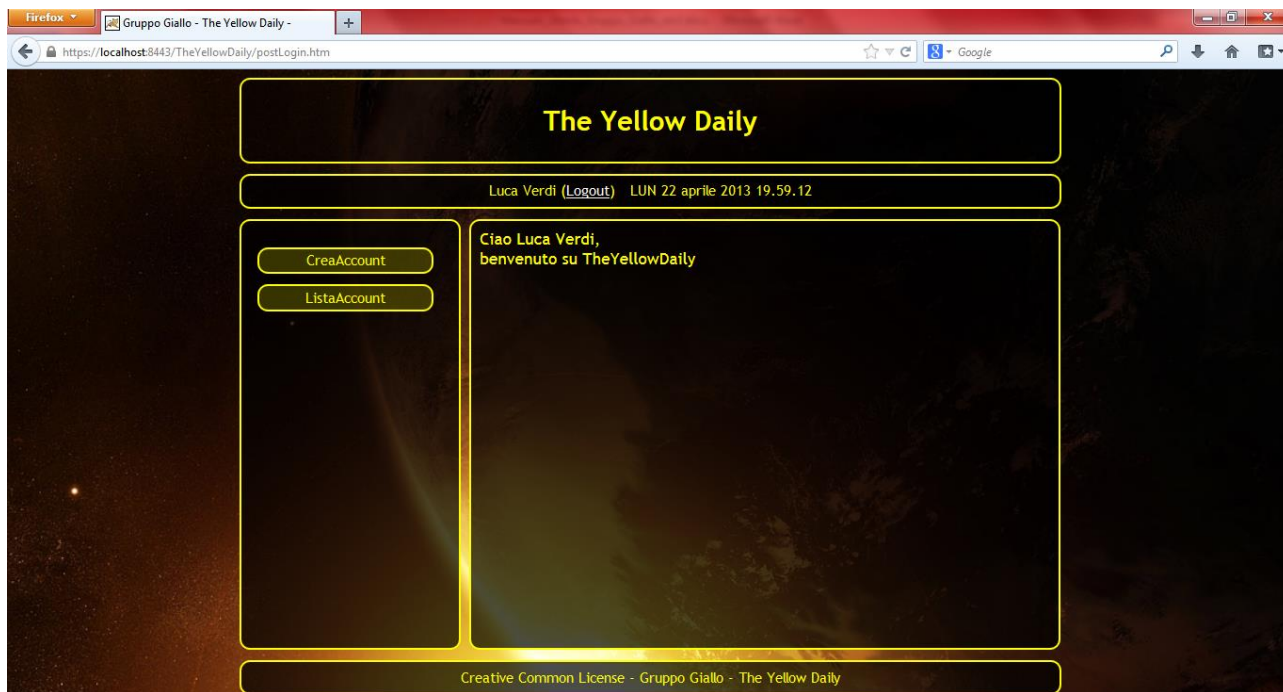 Firefox
Gruppo Giallo - The Yellow Daily -
https://localhost:8443/TheYellowDaily/postLogin.htm
Google
The Yellow Daily
Luca Verdi (Logout) LUN 22 aprile 2013 19.59.12
CreaAccount
ListaAccount
Ciao Luca Verdi,
benvenuto su TheYellowDaily
Creative Common License - Gruppo Giallo - The Yellow Daily